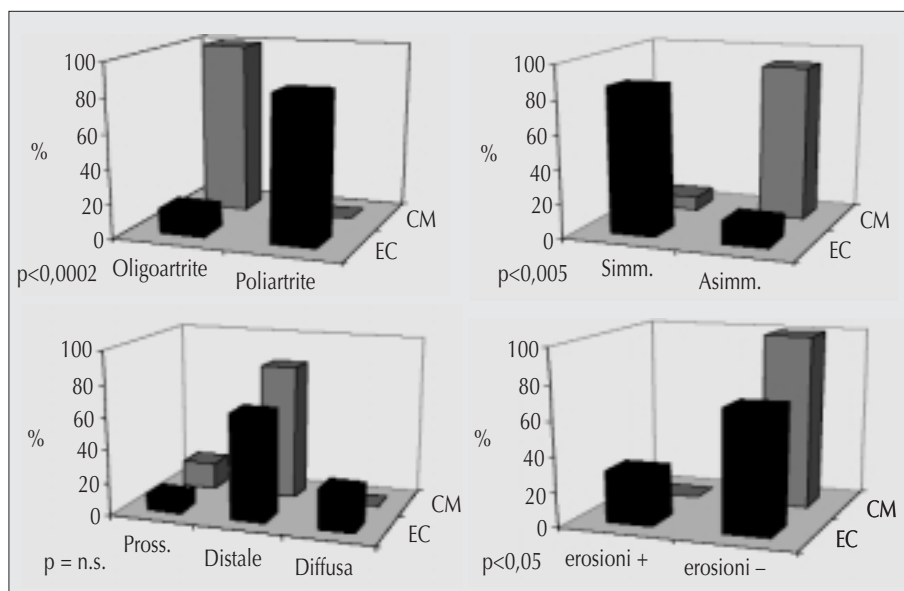 100
80
60
40
20
0
%
Oligoartrite
Poliartrite
EC
CM
p<0,0002
100
80
60
40
20
0
%
Simm.
Asimm.
EC
CM
p<0,005
100
80
60
40
20
0
%
Pross.
Distale
Diffusa
EC
CM
p = n.s.
100
80
60
40
20
0
%
erosioni +
erosioni –
EC
CM
p<0,05